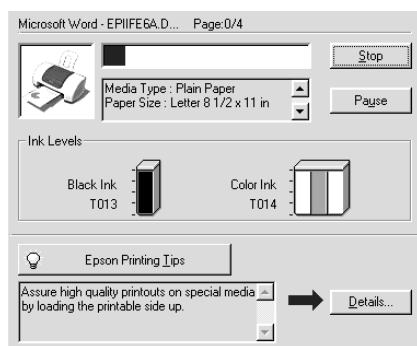 Microsoft Word - EPIIFE6A.D... Page:0/4
Stop
Media Type : Plain Paper
Paper Size : Letter 8 1/2 x 11 in
Pause
Ink Levels
Black Ink
T013
Color Ink
T014
Epson Printing Tips
Assure high quality printouts on special media
by loading the printable side up.
Details...